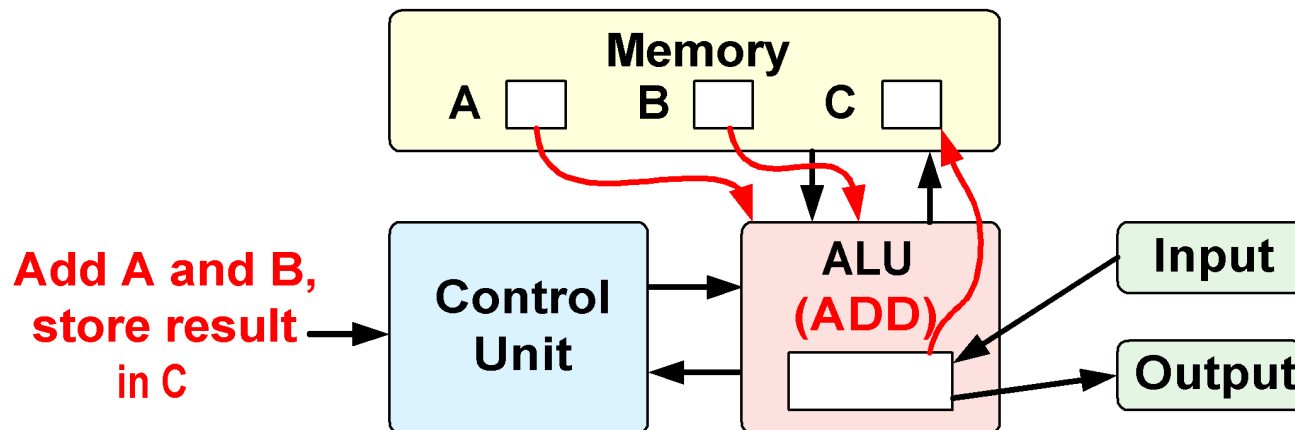 Memory
A
B
C
Add A and B,
store result
in C
Control
Unit
ALU
(ADD)
Input
Output